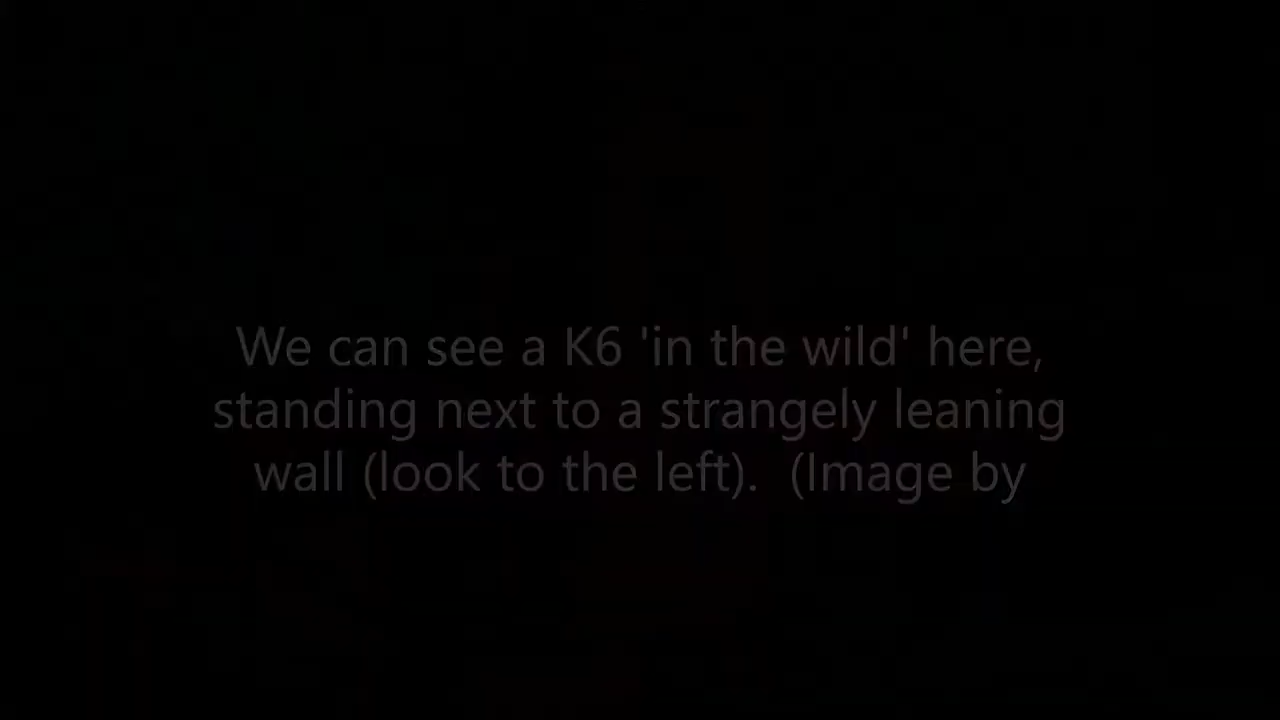 We can see a K6 'in the wild' here,
standing next to a strangely leaning
wall (look to the left).  (Image by